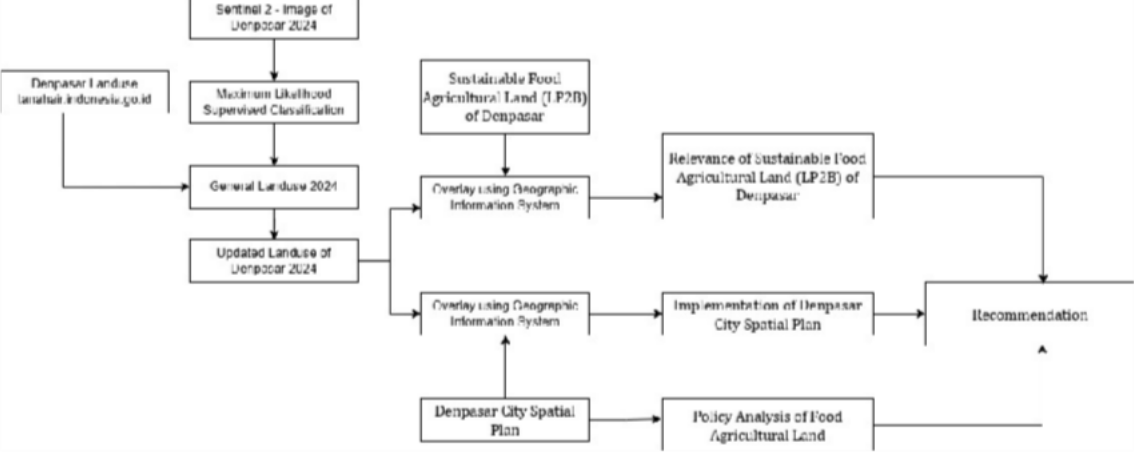 Sentinel 2 - Image of
Denpasar 2024
Denpasar Landuse
tanahair.indonesia.go.id
Maximum Likelihood
Supervised Classification
Sustainable Food
Agricultural Land (LP2B)
of Denpasar
General Landuse 2024
Overlay using Geographic
Information System
Relevance of Sustainable Food
Agricultural Land (LP2B) of
Denpasar
Updated Landuse of
Denpasar 2024
Overlay using Geographic
Information System
Implementation of Denpasar
City Spatial Plan
Recommendation
Denpasar City Spatial
Plan
Policy Analysis of Food
Agricultural Land